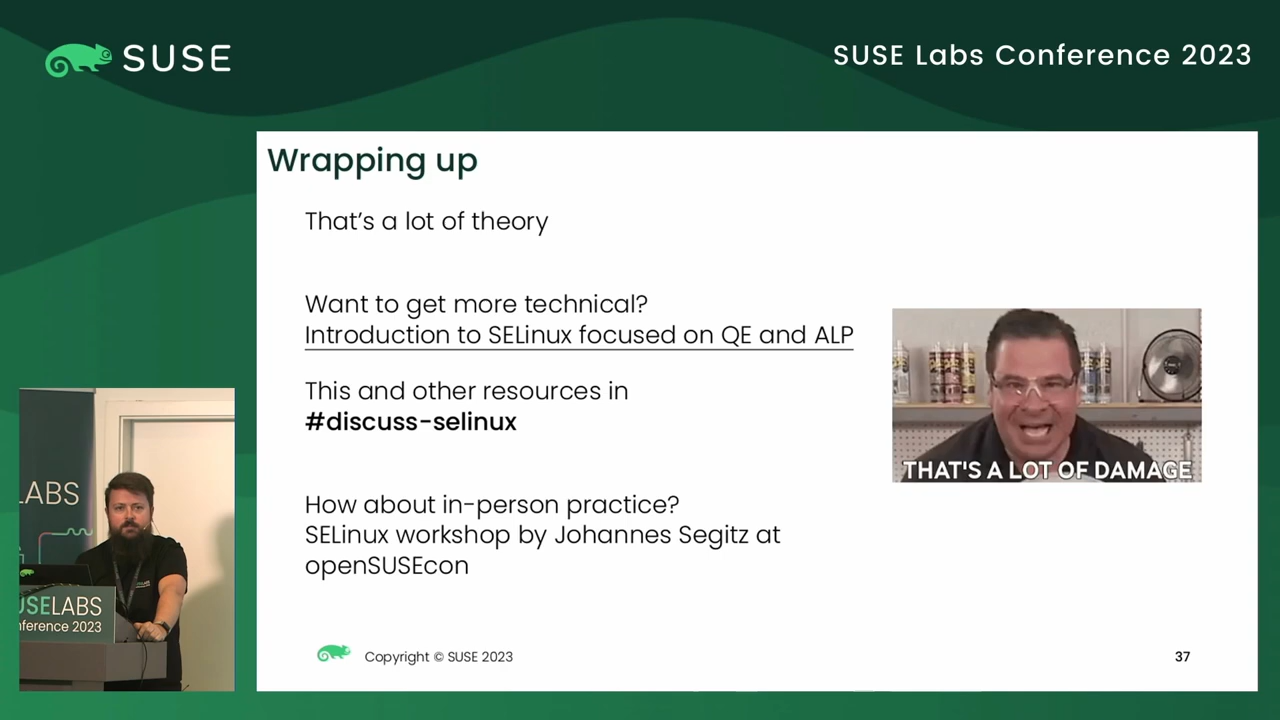 SUSE
SUSE Labs Conference 2023
Wrapping up
That's a lot of theory
Want to get more technical?
Introduction to SELinux focused on QE and ALP
This and other resources in
#discuss-selinux
How about in-person practice?
SELinux workshop by Johannes Segitz at
openSUSEcon
THAT'S A LOT OF DAMAGE
Copyright © SUSE 2023
37
LABS
USELABS
nference 2023